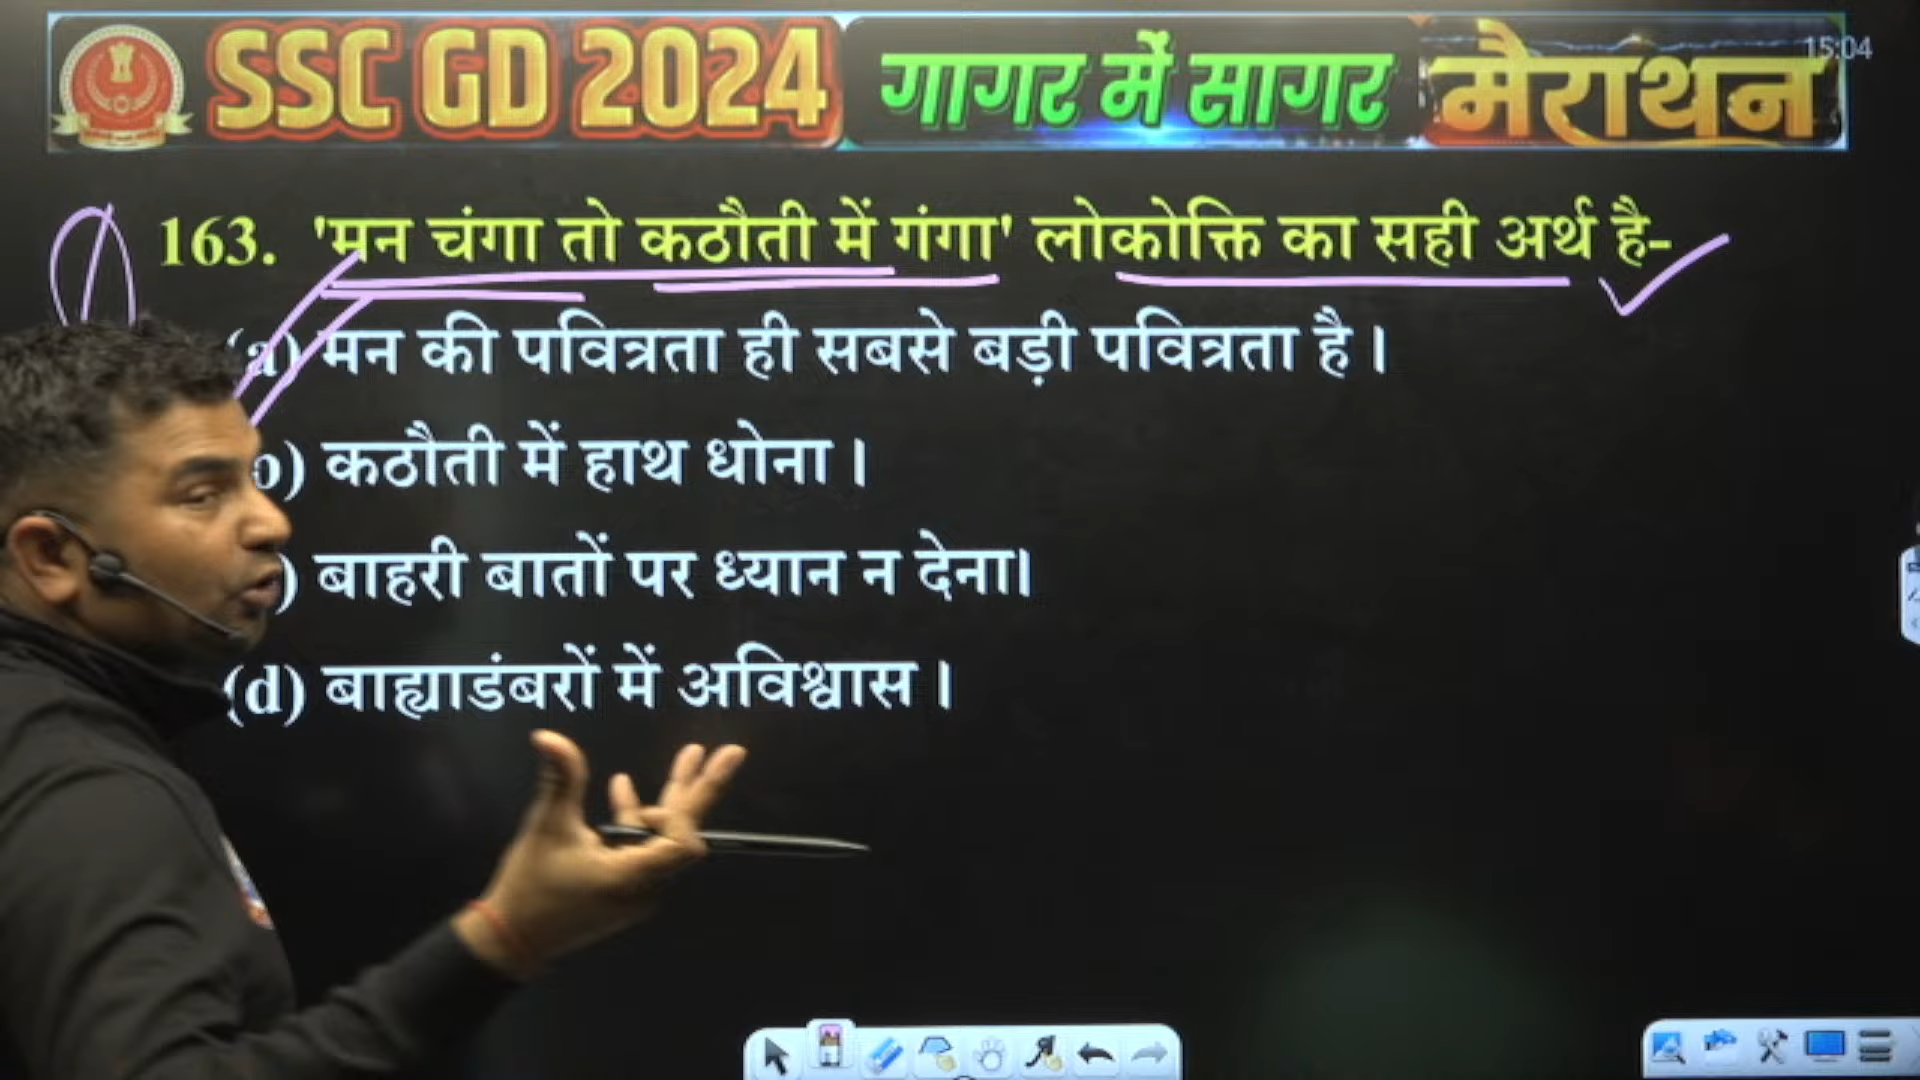 SSC GD 2024 गागर में सागर मैराथन
15:04
163. 'मन चंगा तो कठौती में गंगा' लोकोक्ति का सही अर्थ है-
(a) मन की पवित्रता ही सबसे बड़ी पवित्रता है।
b) कठौती में हाथ धोना।
) बाहरी बातों पर ध्यान न देना।
(d) बाह्याडंबरों में अविश्वास।